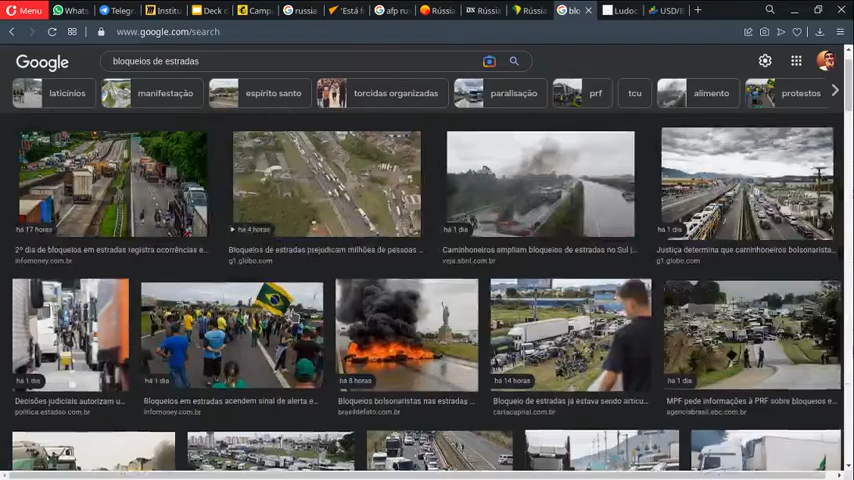 Menu
Whats
Telegr
Institu
Deck c
Camp
russia
'Está f
afp ru
Rússia
Rússi
Rússia
blo
Ludoc
USD/B
www.google.com/search
Google
bloqueios de estradas
laticínios
manifestação
espírito santo
torcidas organizadas
paralisação
prf
tcu
alimento
protestos
há 17 horas
há 4 horas
há 1 dia
há 1 dia
2º dia de bloqueios em estradas registra ocorrências e...
Bloqueios de estradas prejudicam milhões de pessoas ...
Caminhoneiros ampliam bloqueios de estradas no Sul |...
Justiça determina que caminhoneiros bolsonarista...
infomoney.com.br
g1.globo.com
veja.abril.com.br
g1.globo.com
há 1 dia
há 1 dia
há 8 horas
há 14 horas
há 1 dia
Decisões judiciais autorizam u...
Bloqueios em estradas acendem sinal de alerta e...
Bloqueios bolsonaristas nas estradas ...
Bloqueio de estradas já estava sendo articu...
MPF pede informações à PRF sobre bloqueios e...
politica.estadao.com.br
infomoney.com.br
brasildefato.com.br
cartacapital.com.br
agenciabrasil.ebc.com.br